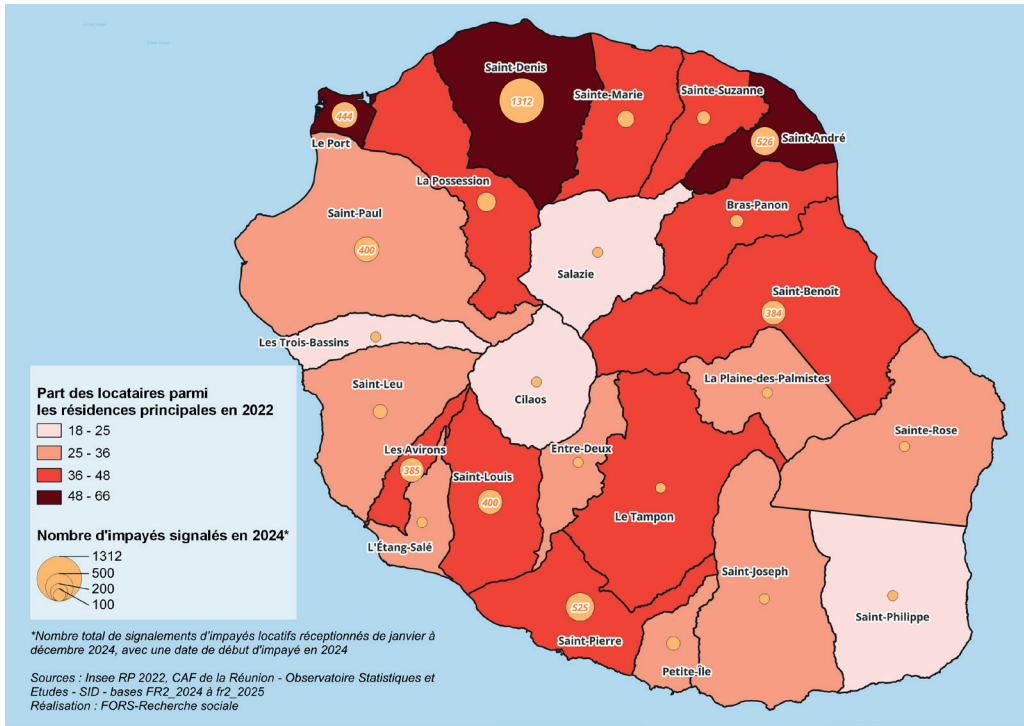 Saint-Denis
1312
Sainte-Marie
Sainte-Suzanne
444
Le Port
526
Saint-André
La Possession
Bras-Panon
Saint-Paul
400
Salazie
Saint-Benoît
384
Les Trois-Bassins
Saint-Leu
Cilaos
La Plaine-des-Palmistes
Sainte-Rose
Les Avirons
385
Entre-Deux
Saint-Louis
400
Le Tampon
L'Étang-Salé
Saint-Joseph
525
Saint-Pierre
Saint-Philippe
Petite-Île
Part des locataires parmi
les résidences principales en 2022
18 - 25
25 - 36
36 - 48
48 - 66
Nombre d'impayés signalés en 2024*
1312
500
200
100
*Nombre total de signalements d'impayés locatifs réceptionnés de janvier à
décembre 2024, avec une date de début d'impayé en 2024
Sources : Insee RP 2022, CAF de la Réunion - Observatoire Statistiques et
Etudes - SID - bases FR2_2024 à fr2_2025
Réalisation : FORS-Recherche sociale